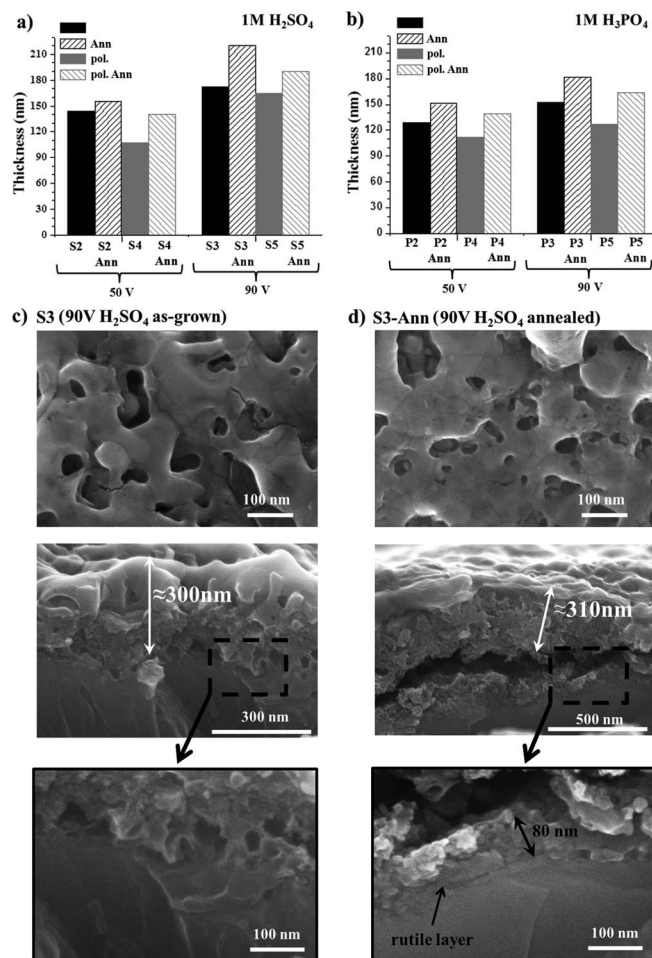 a)
1M H₂SO₄
Ann
pol.
pol. Ann
Thickness (nm)
210
180
150
120
90
60
30
S2 S2 S4 S4 S3 S3 S5 S5
Ann Ann Ann Ann
50 V 90 V
b)
1M H₃PO₄
Ann
pol.
pol. Ann
Thickness (nm)
210
180
150
120
90
60
30
P2 P2 P4 P4 P3 P3 P5 P5
Ann Ann Ann Ann
50 V 90 V
c) S3 (90V H₂SO₄ as-grown)
100 nm
≈300nm
300 nm
100 nm
d) S3-Ann (90V H₂SO₄ annealed)
100 nm
≈310nm
500 nm
80 nm
rutile layer
100 nm